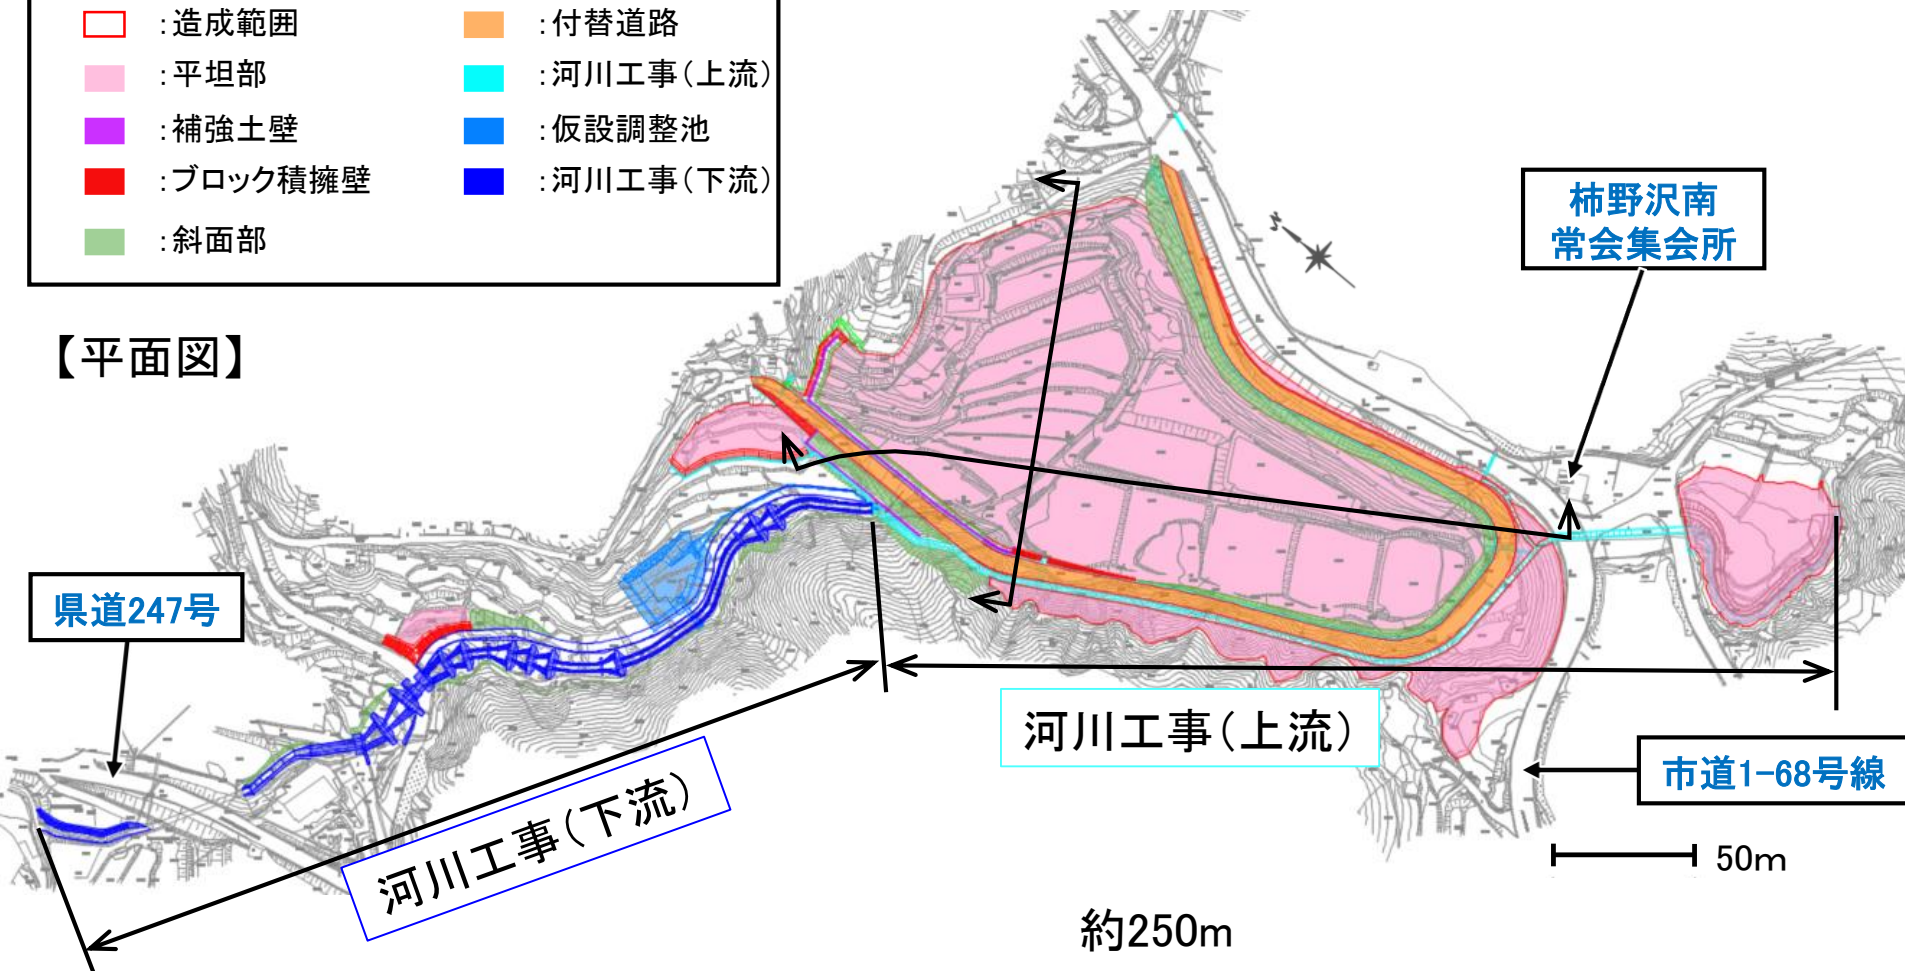 :造成範囲
:付替道路
:平坦部
:河川工事(上流)
:補強土壁
:仮設調整池
:ブロック積擁壁
:河川工事(下流)
:斜面部
【平面図】
柿野沢南
常会集会所
県道247号
河川工事(上流)
市道1-68号線
河川工事(下流)
50m
約250m